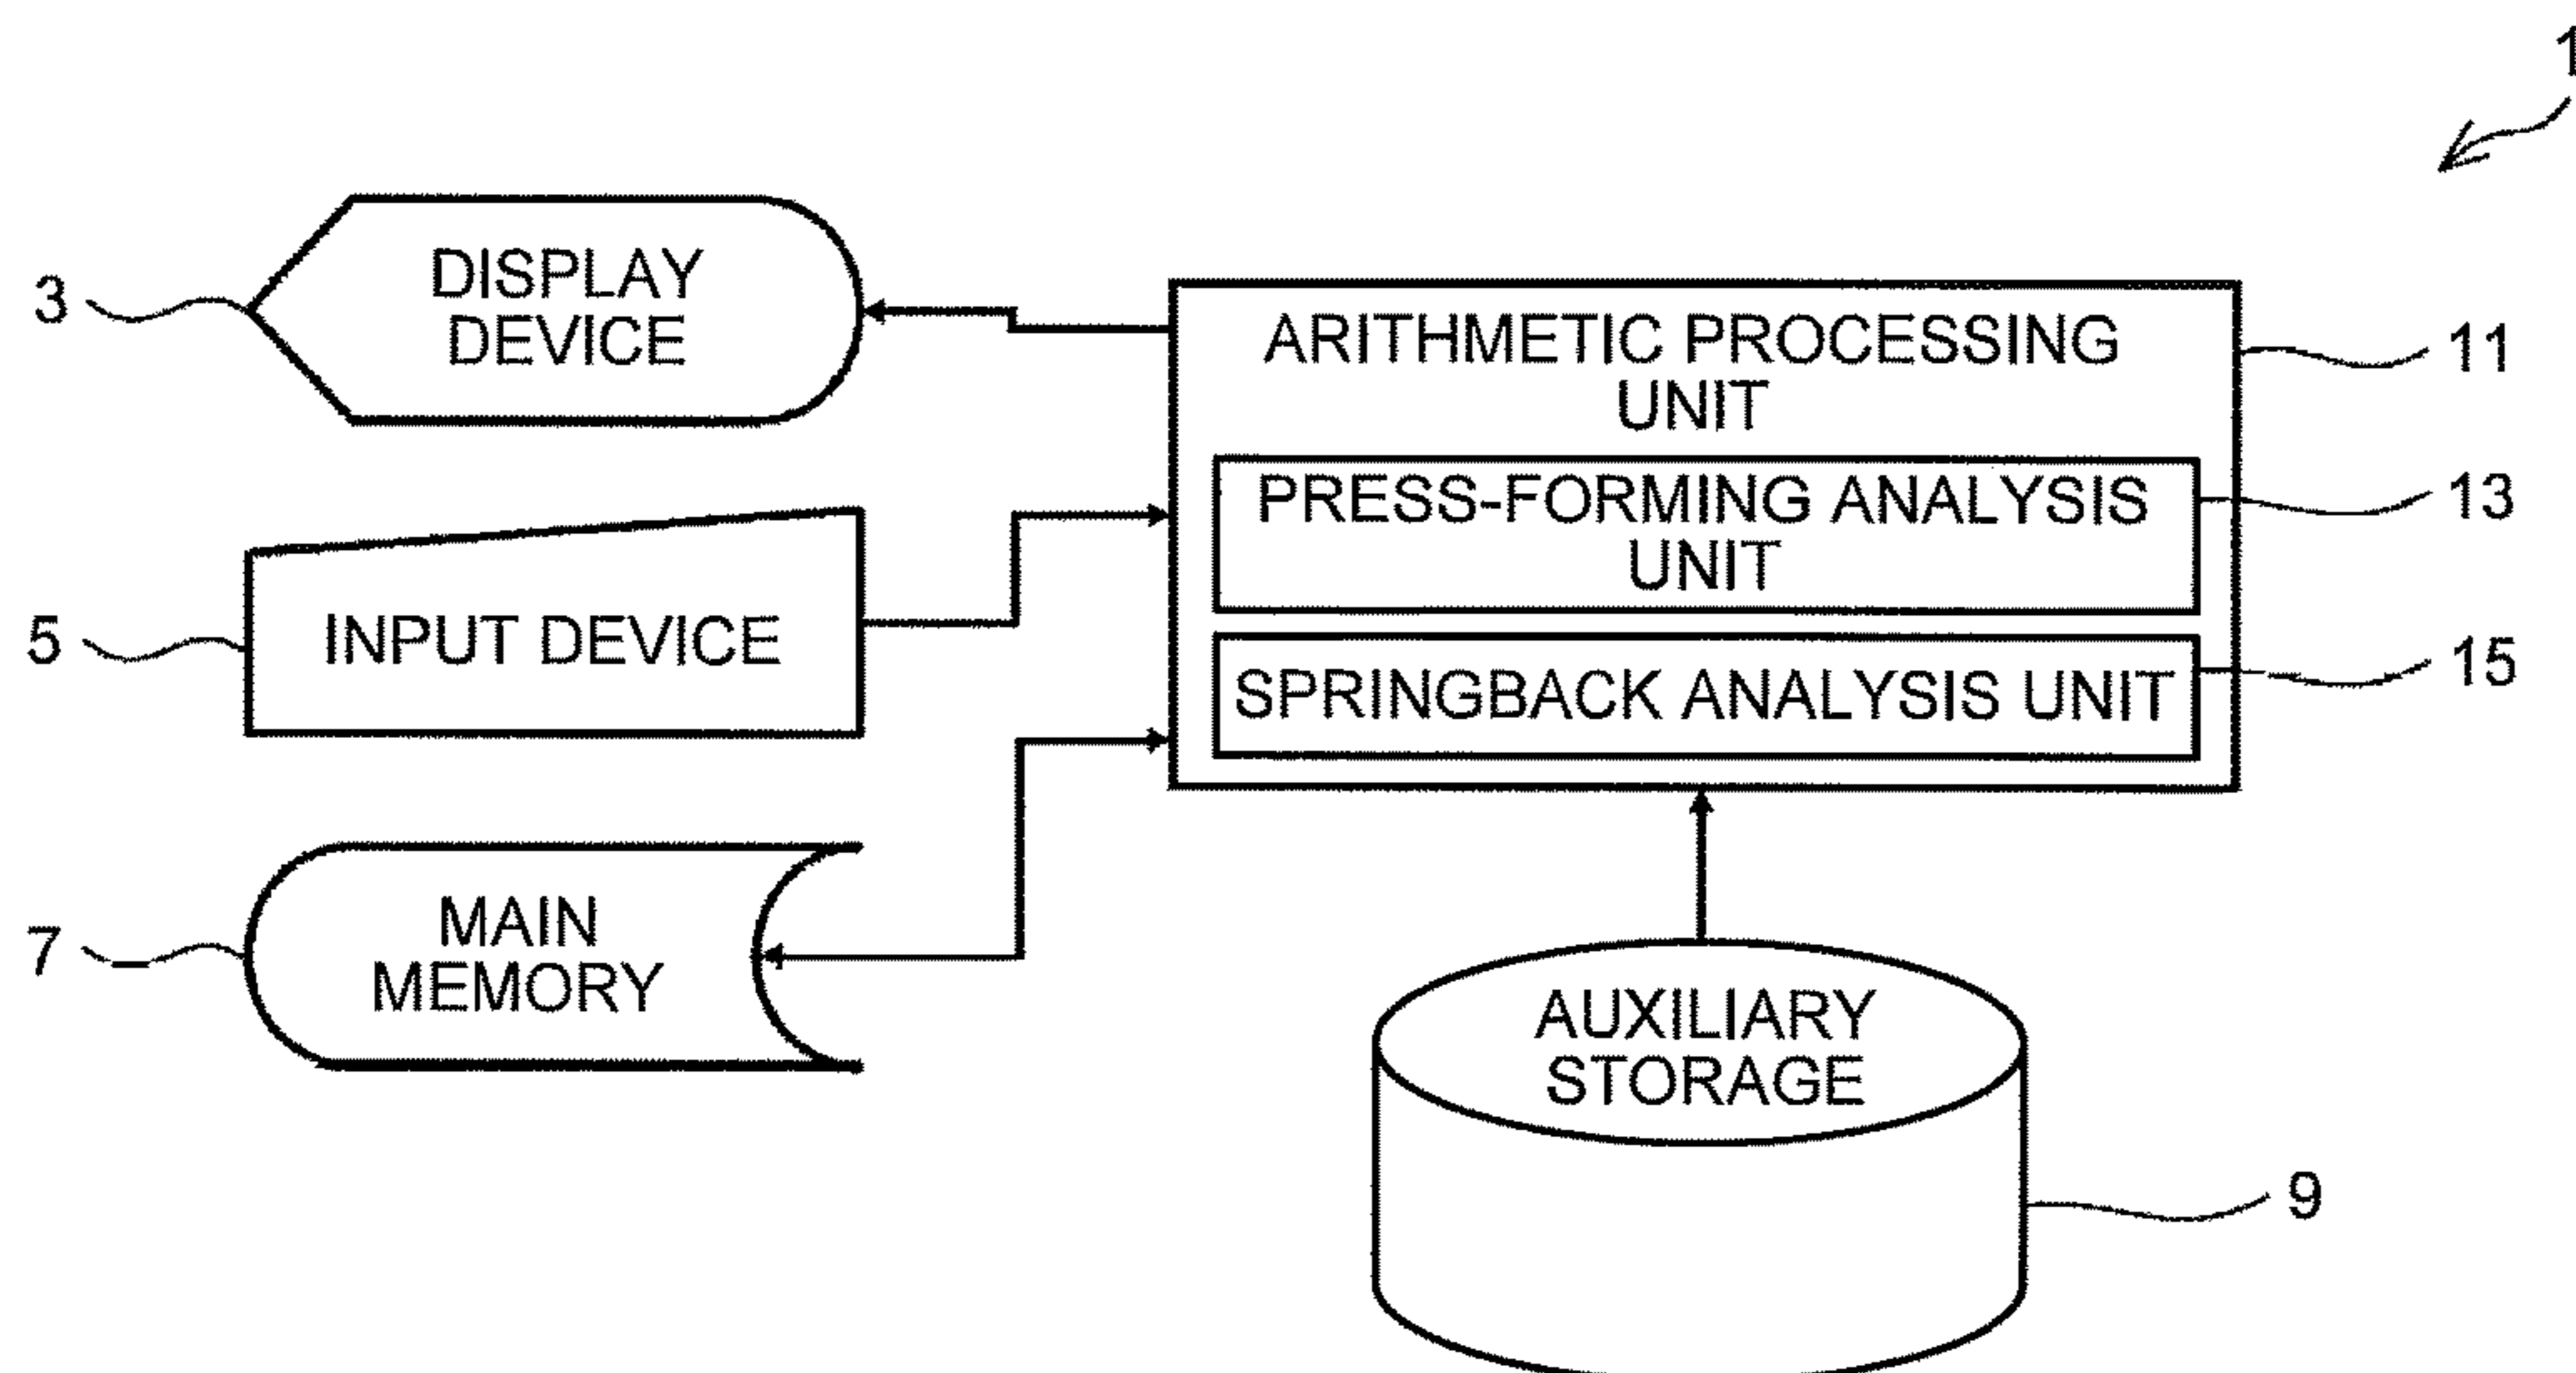 1
DISPLAY
DEVICE
3
ARITHMETIC PROCESSING
UNIT
11
PRESS-FORMING ANALYSIS
UNIT
13
INPUT DEVICE
5
SPRINGBACK ANALYSIS UNIT
15
MAIN
MEMORY
7
AUXILIARY
STORAGE
9